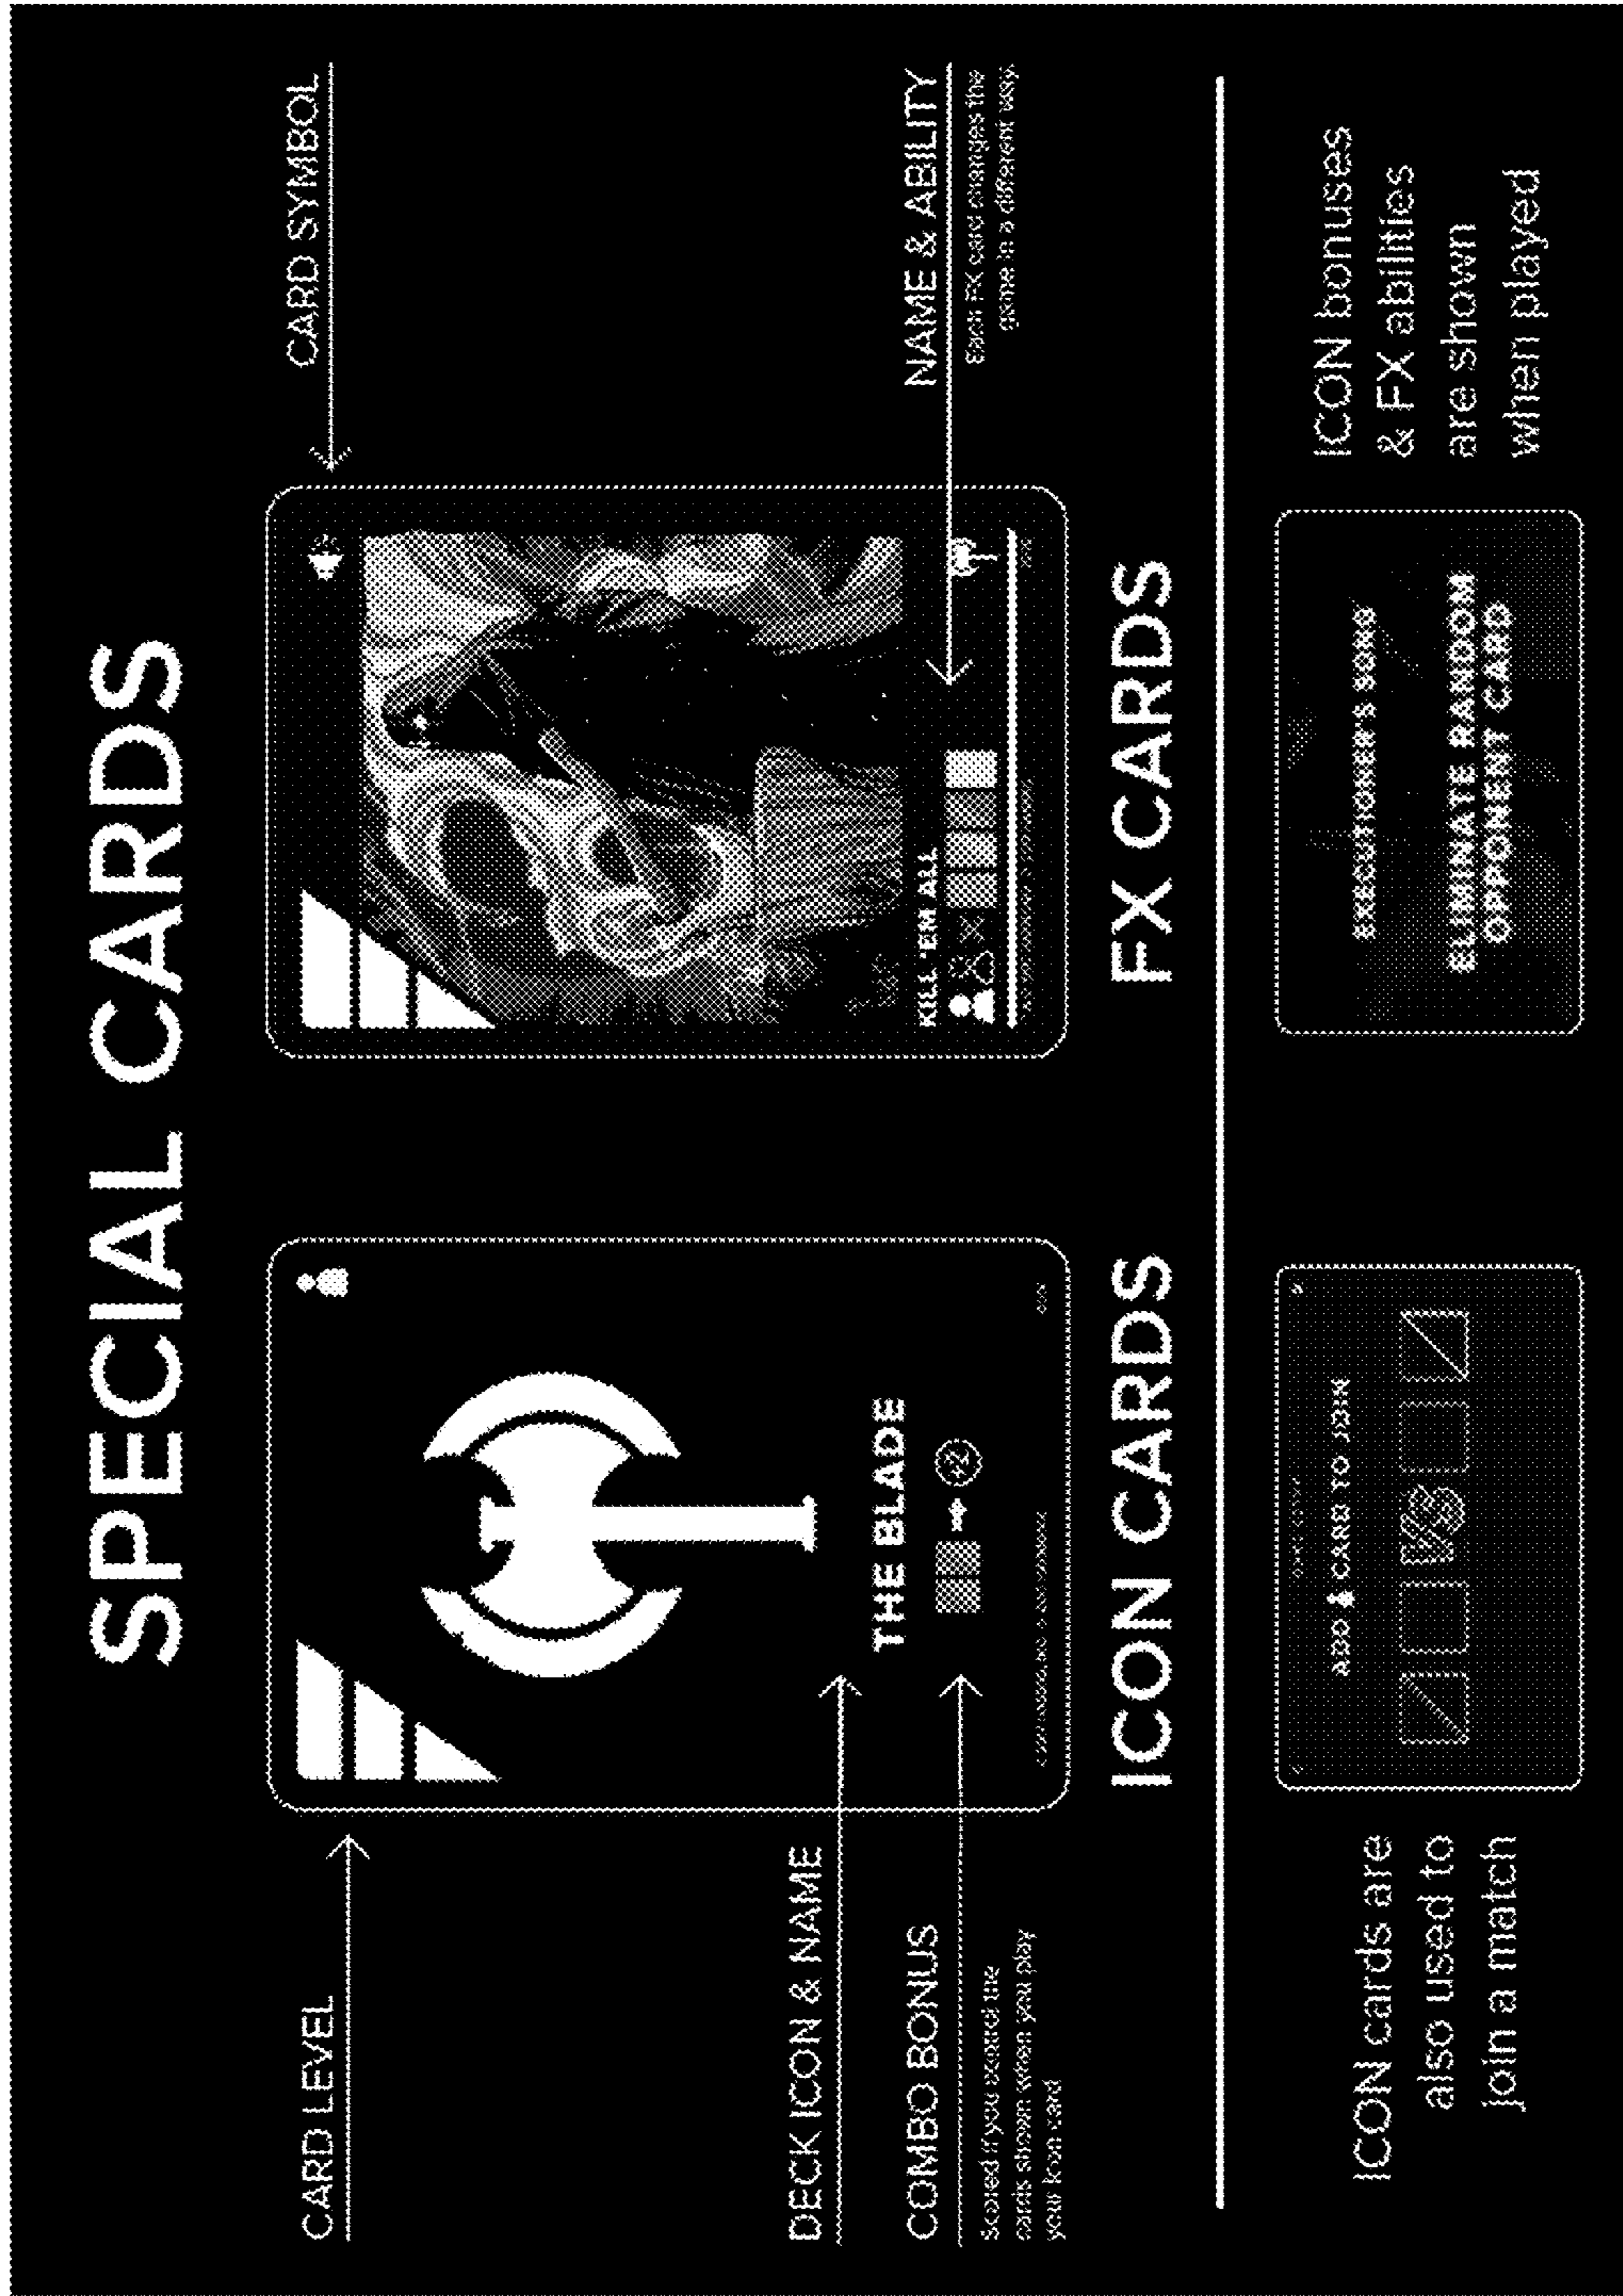 SPECIAL CARDS
CARD LEVEL
CARD SYMBOL
DECK ICON & NAME
THE BLADE
+2
COMBO BONUS
Scored if you control the
cards shown when you play
your icon card
KILL 'EM ALL
NAME & ABILITY
Each FX card changes the
game in a different way.
ICON CARDS
FX CARDS
ICON cards are
also used to
join a match
ADD CARD TO JOIN
VS
EXECUTIONER'S SONG
ELIMINATE RANDOM
OPPONENT CARD
ICON bonuses
& FX abilities
are shown
when played